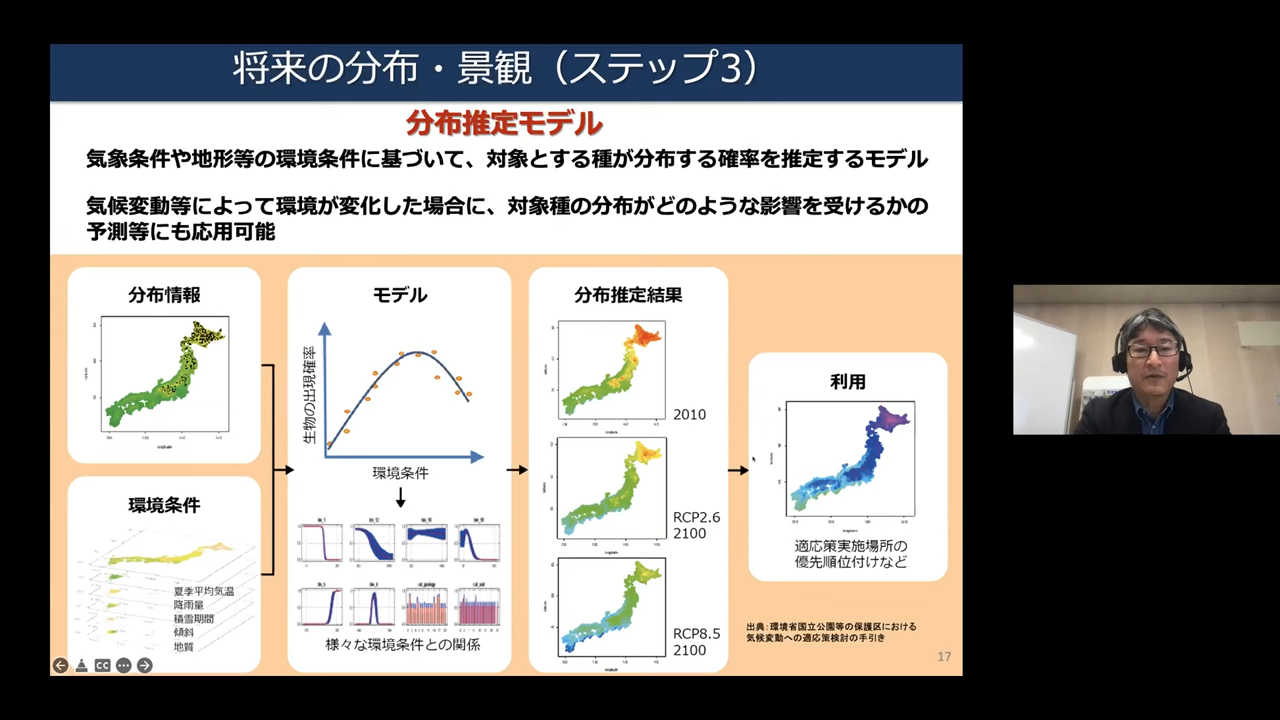 将来の分布・景観（ステップ3）
分布推定モデル
気象条件や地形等の環境条件に基づいて、対象とする種が分布する確率を推定するモデル
気候変動等によって環境が変化した場合に、対象種の分布がどのような影響を受けるかの
予測等にも応用可能
分布情報
環境条件
夏季平均気温
降雨量
積雪期間
傾斜
地質
モデル
生物の出現確率
環境条件
様々な環境条件との関係
分布推定結果
2010
RCP2.6
2100
RCP8.5
2100
利用
適応策実施場所の
優先順位付けなど
出典：環境省国立公園等の保護区における
気候変動への適応策検討の手引き
17
CC